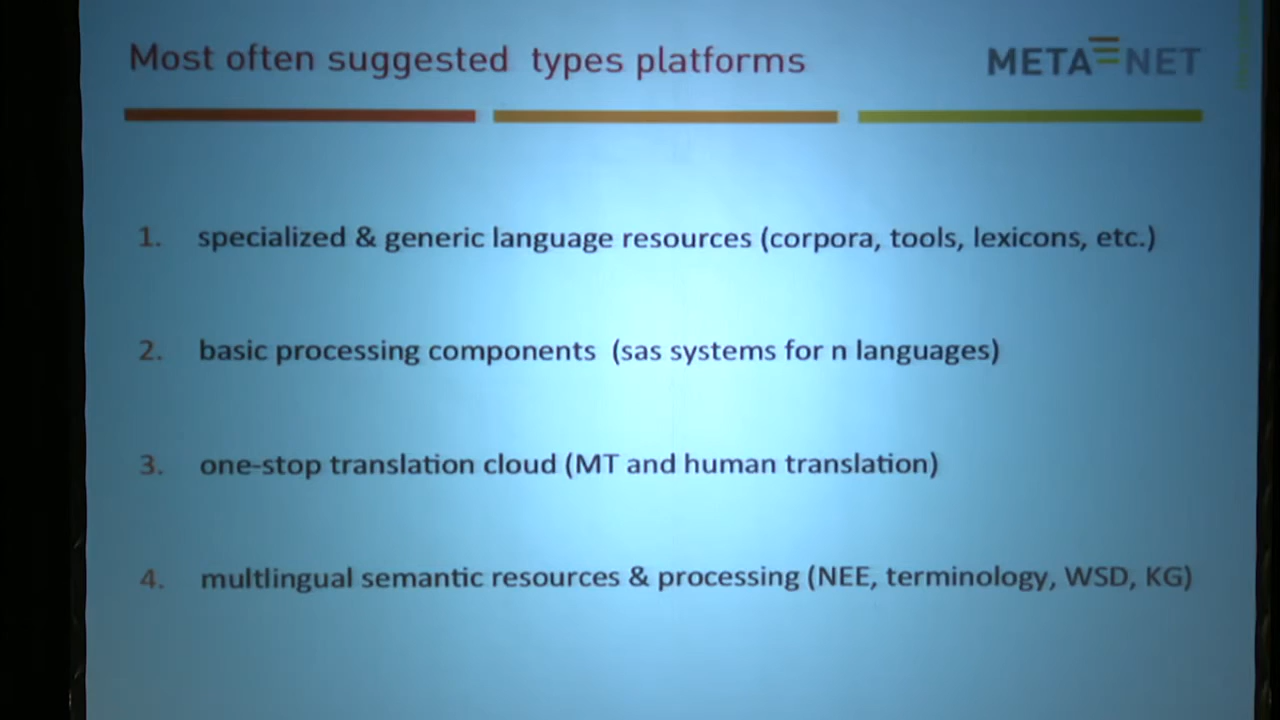 Most often suggested types platforms
META NET
1. specialized & generic language resources (corpora, tools, lexicons, etc.)
2. basic processing components (sas systems for n languages)
3. one-stop translation cloud (MT and human translation)
4. multlingual semantic resources & processing (NEE, terminology, WSD, KG)